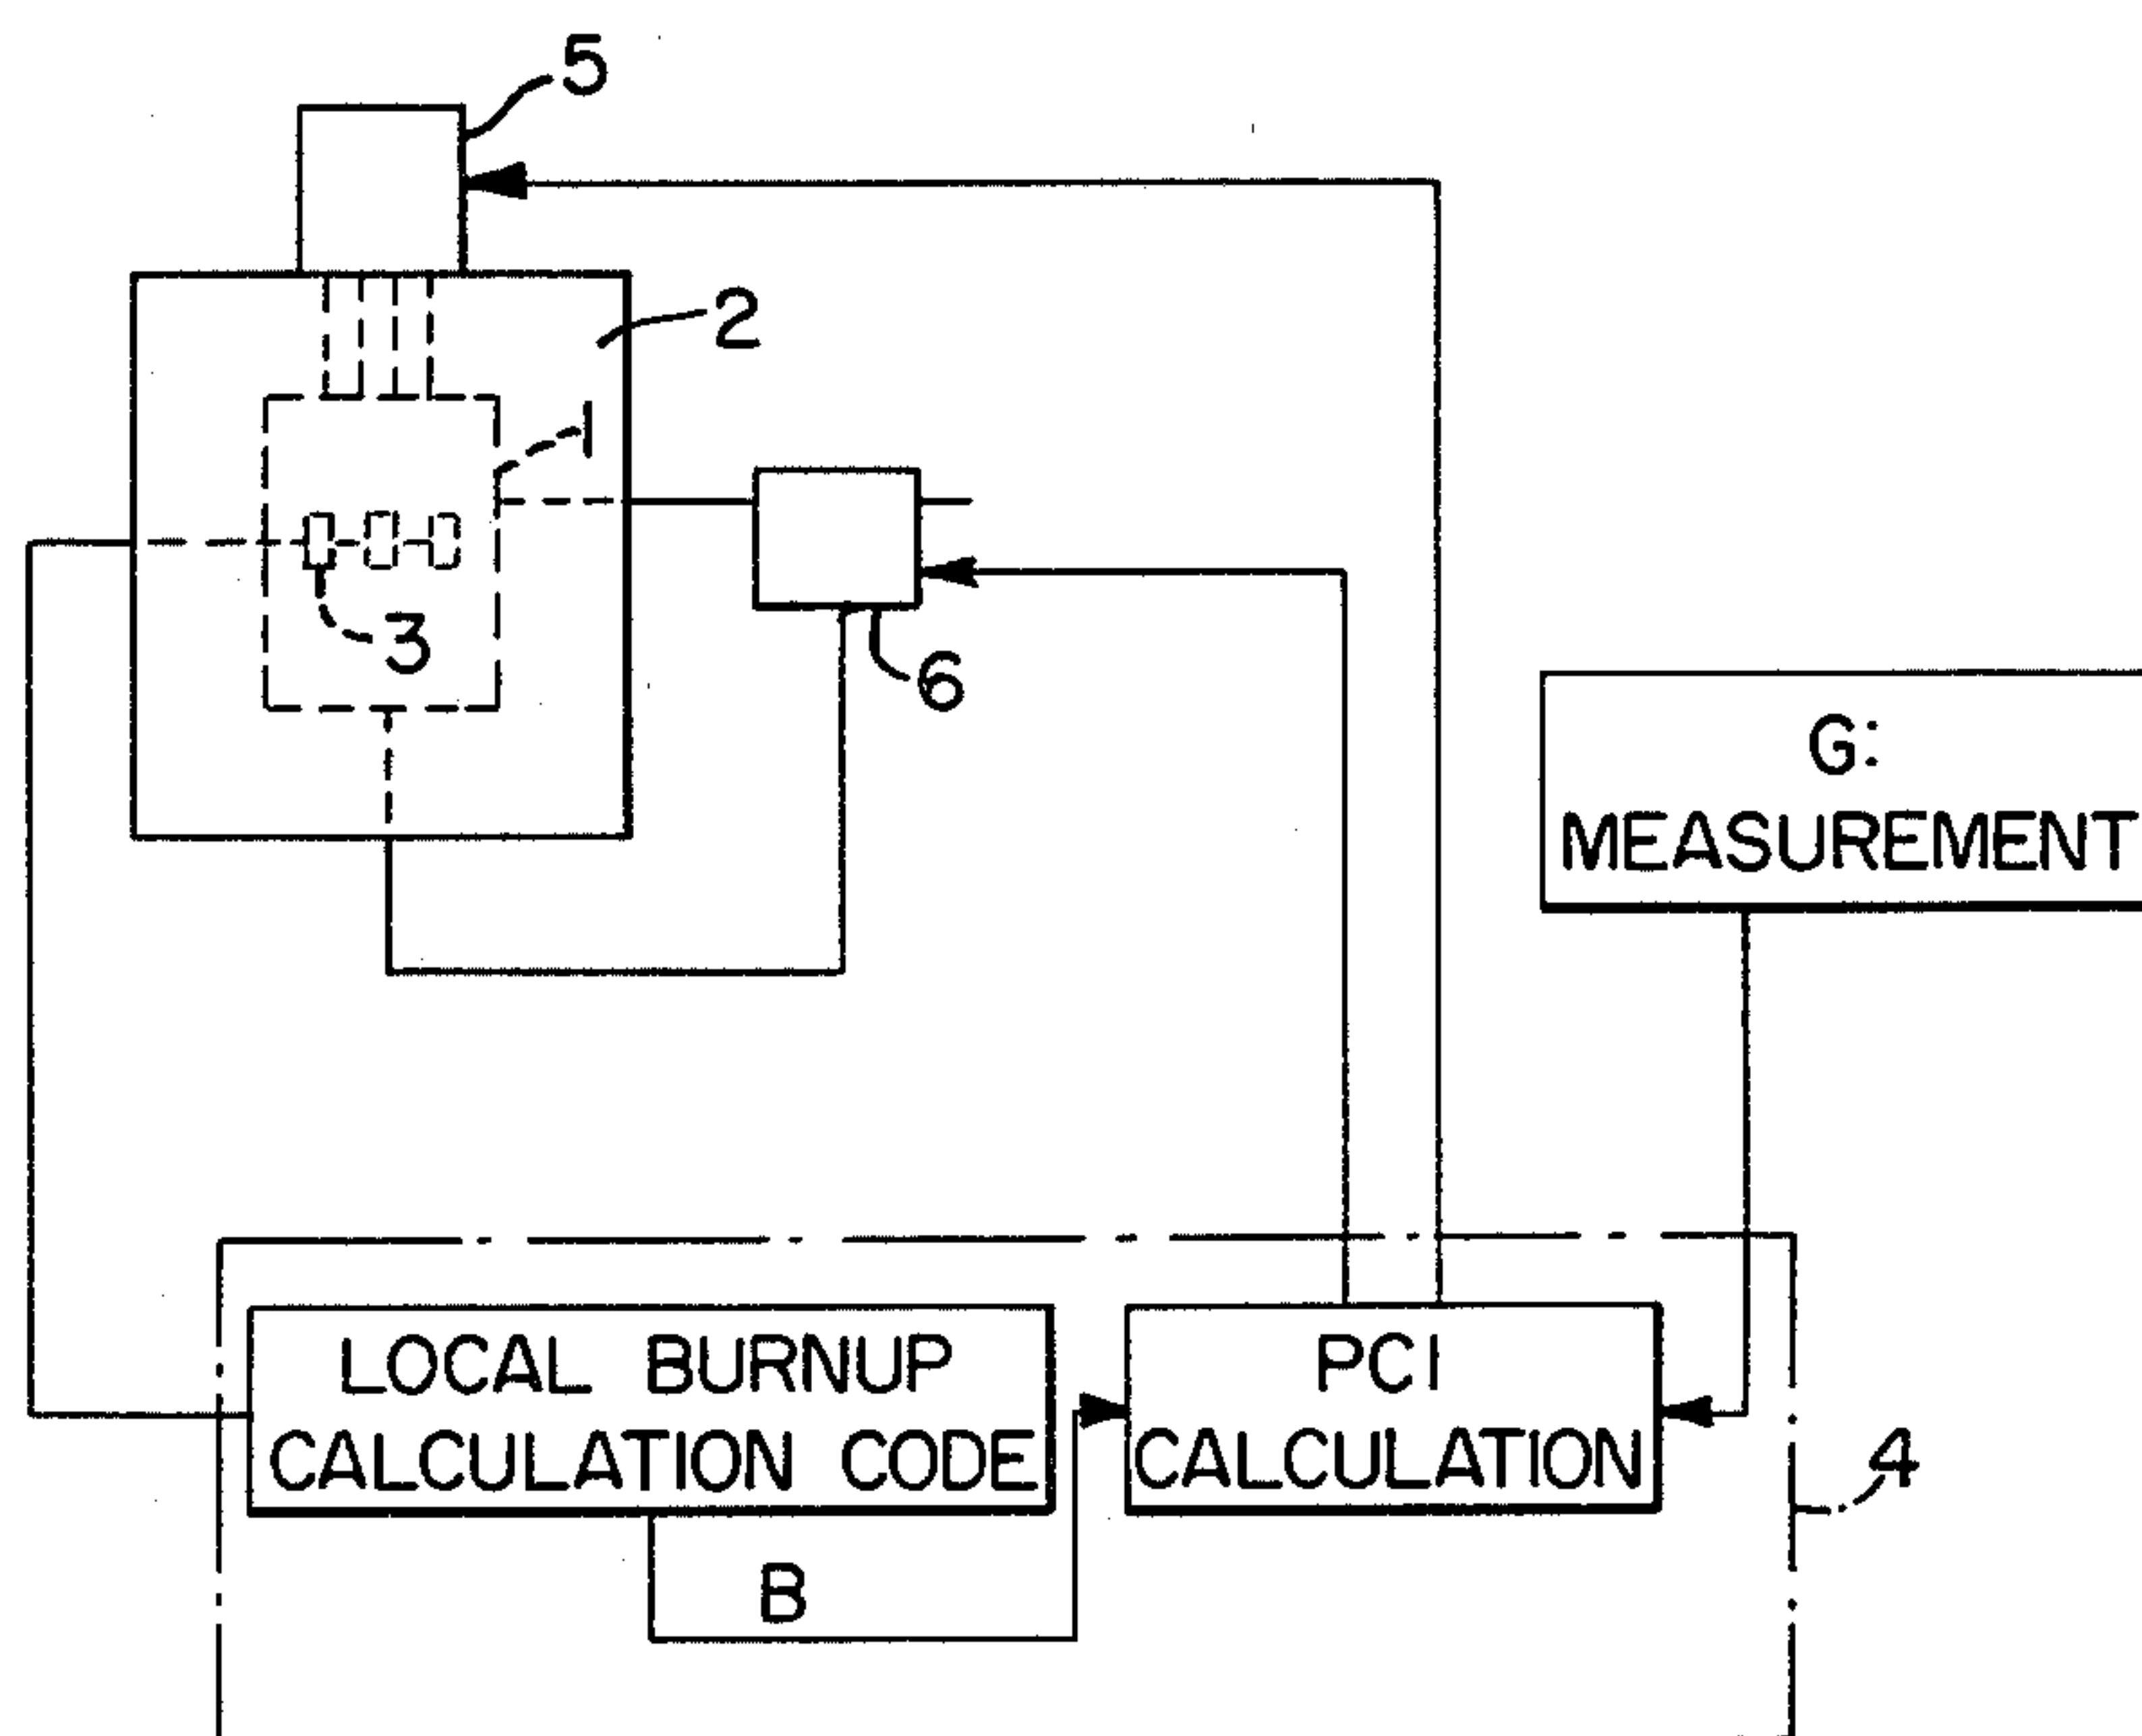 5
2
1
3
6
G:
MEASUREMENT
LOCAL BURNUP
CALCULATION CODE
PCI
CALCULATION
4
B